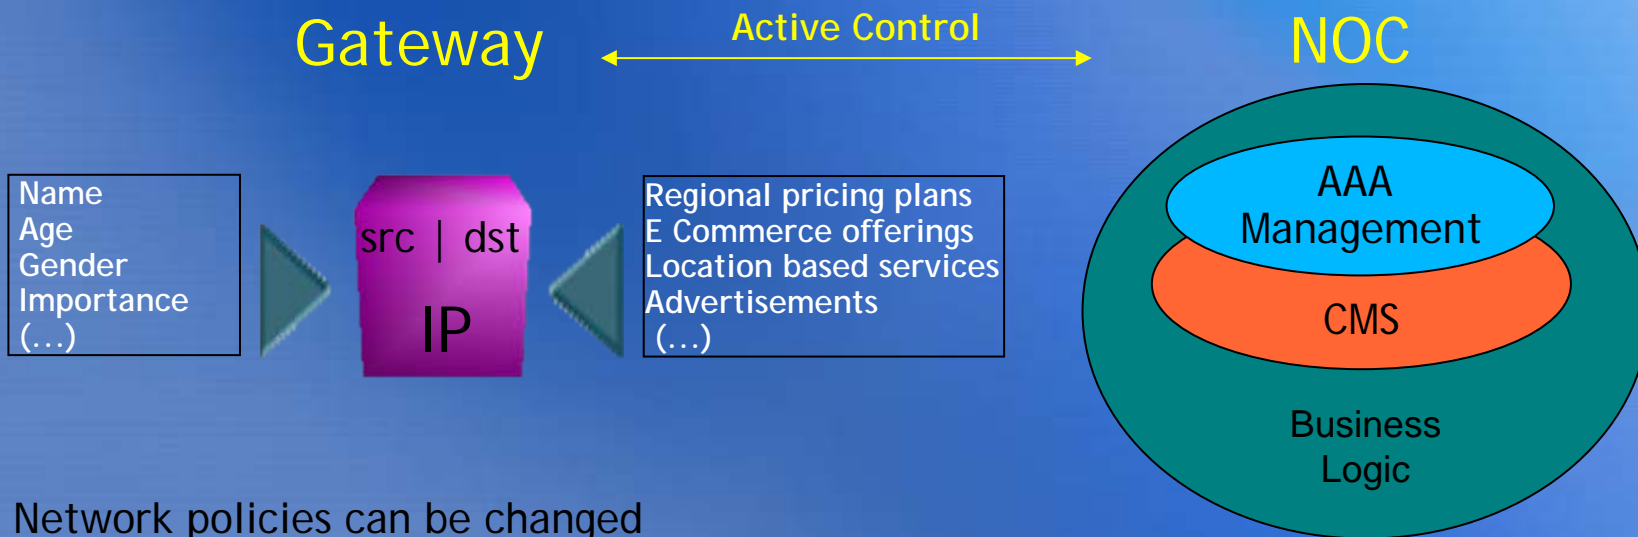 Gateway
Active Control
NOC
Name
Age
Gender
Importance
(…)
src | dst
IP
Regional pricing plans
E Commerce offerings
Location based services
Advertisements
(…)
AAA
Management
CMS
Business
Logic
Network policies can be changed